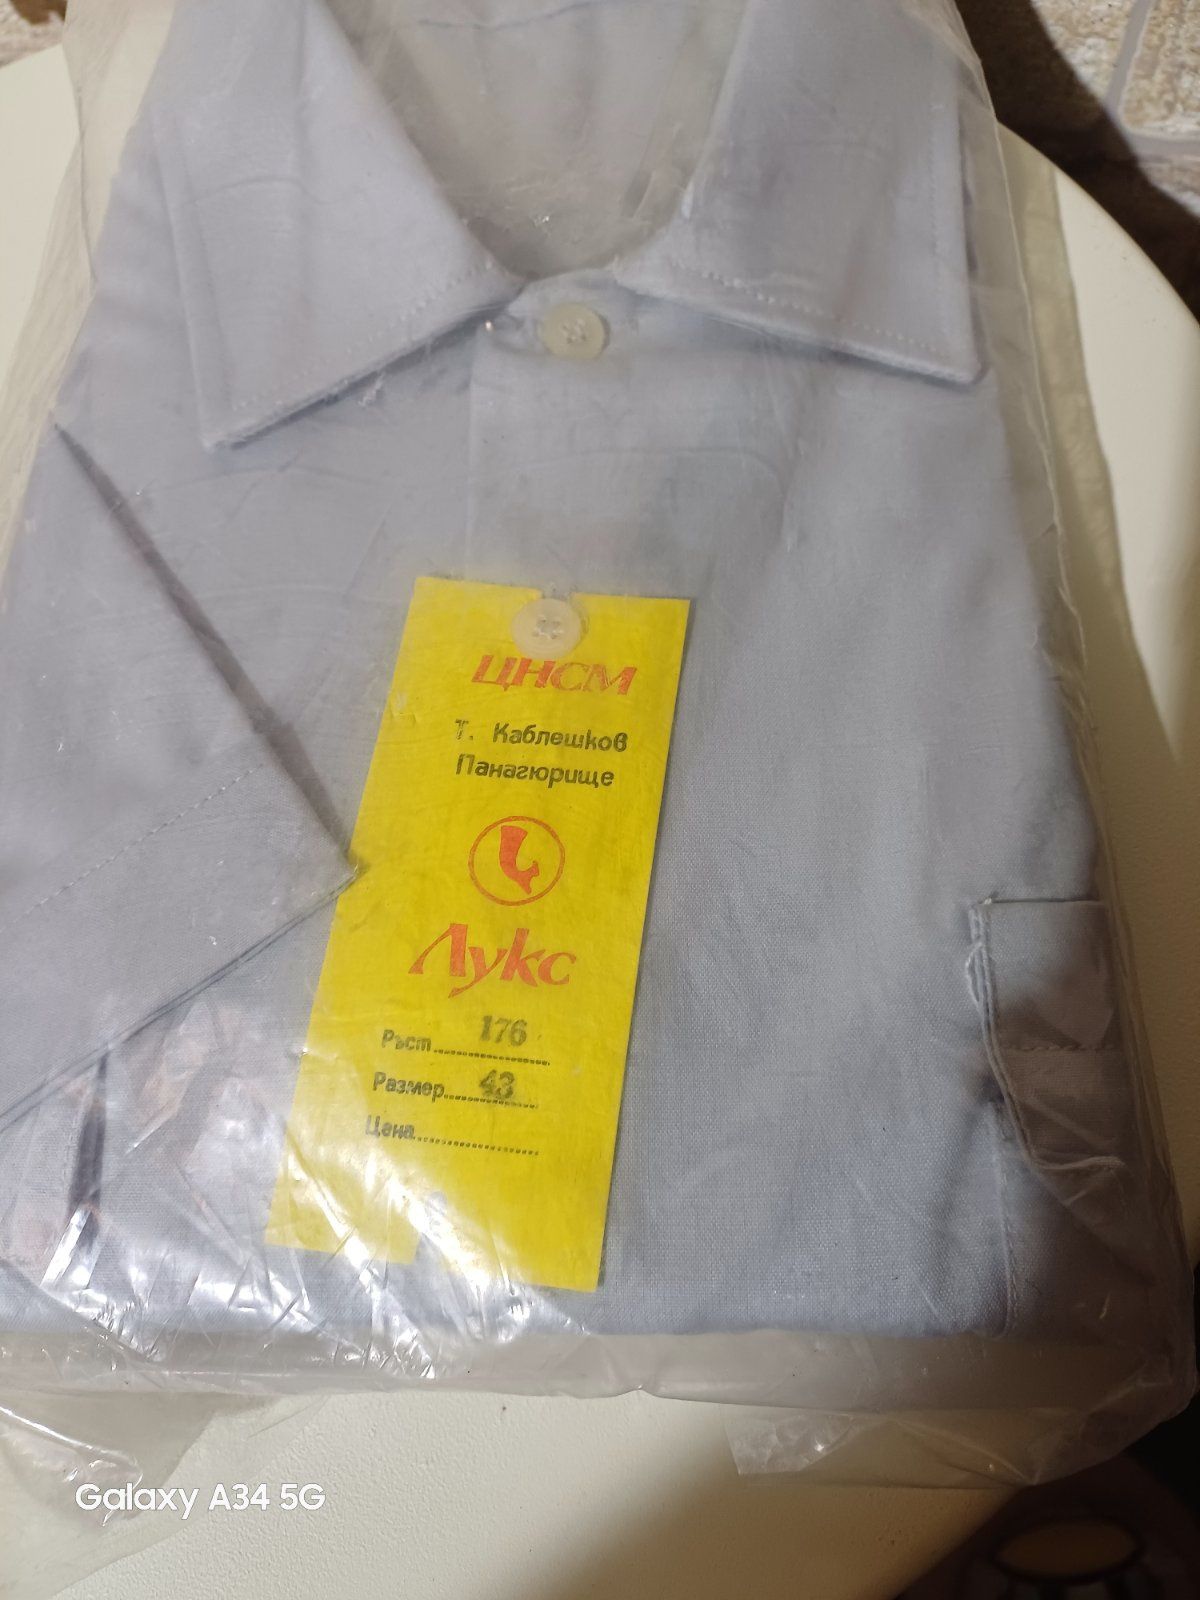 ЦНСМ
Т. Каблешков
Панагюрище
Лукс
Ръст 176
Размер 43
Цена
Galaxy A34 5G